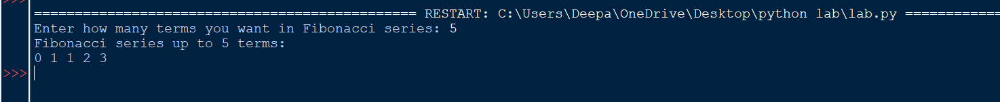 >>>
============================================== RESTART: C:\Users\Deepa\OneDrive\Desktop\python lab\lab.py ============
Enter how many terms you want in Fibonacci series: 5
Fibonacci series up to 5 terms:
0 1 1 2 3
>>>